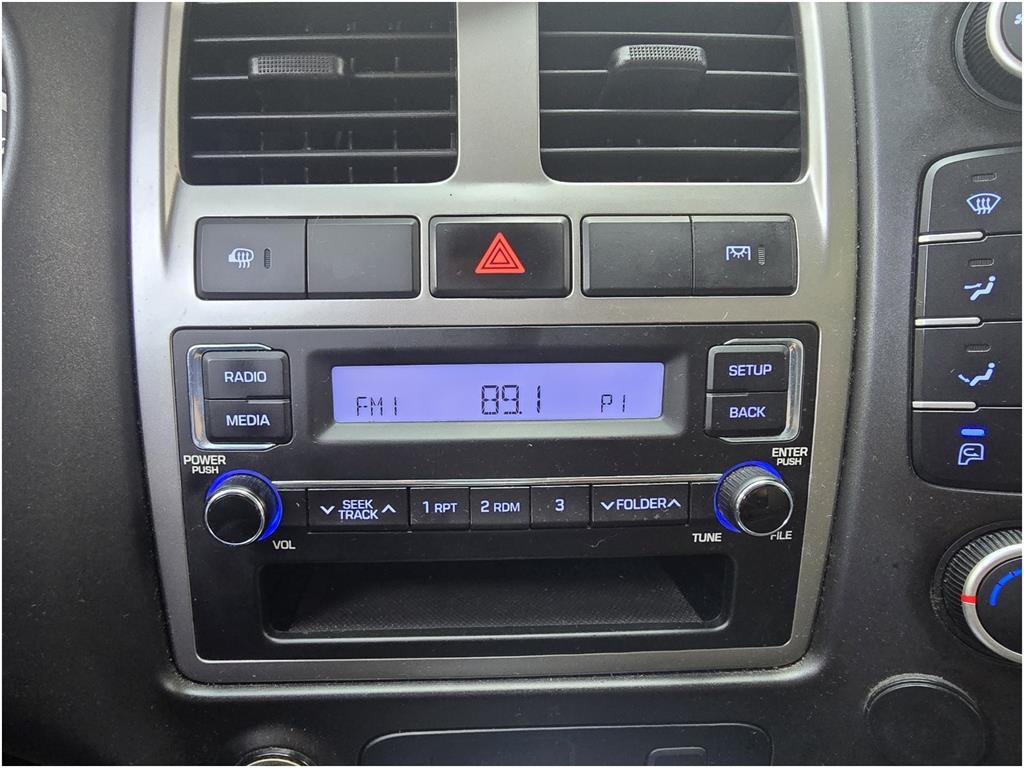 RADIO
MEDIA
FM1 89.1 P1
SETUP
BACK
POWER
PUSH
VOL
SEEK
TRACK
1 RPT
2 RDM
3
FOLDER
ENTER
PUSH
TUNE
FILE